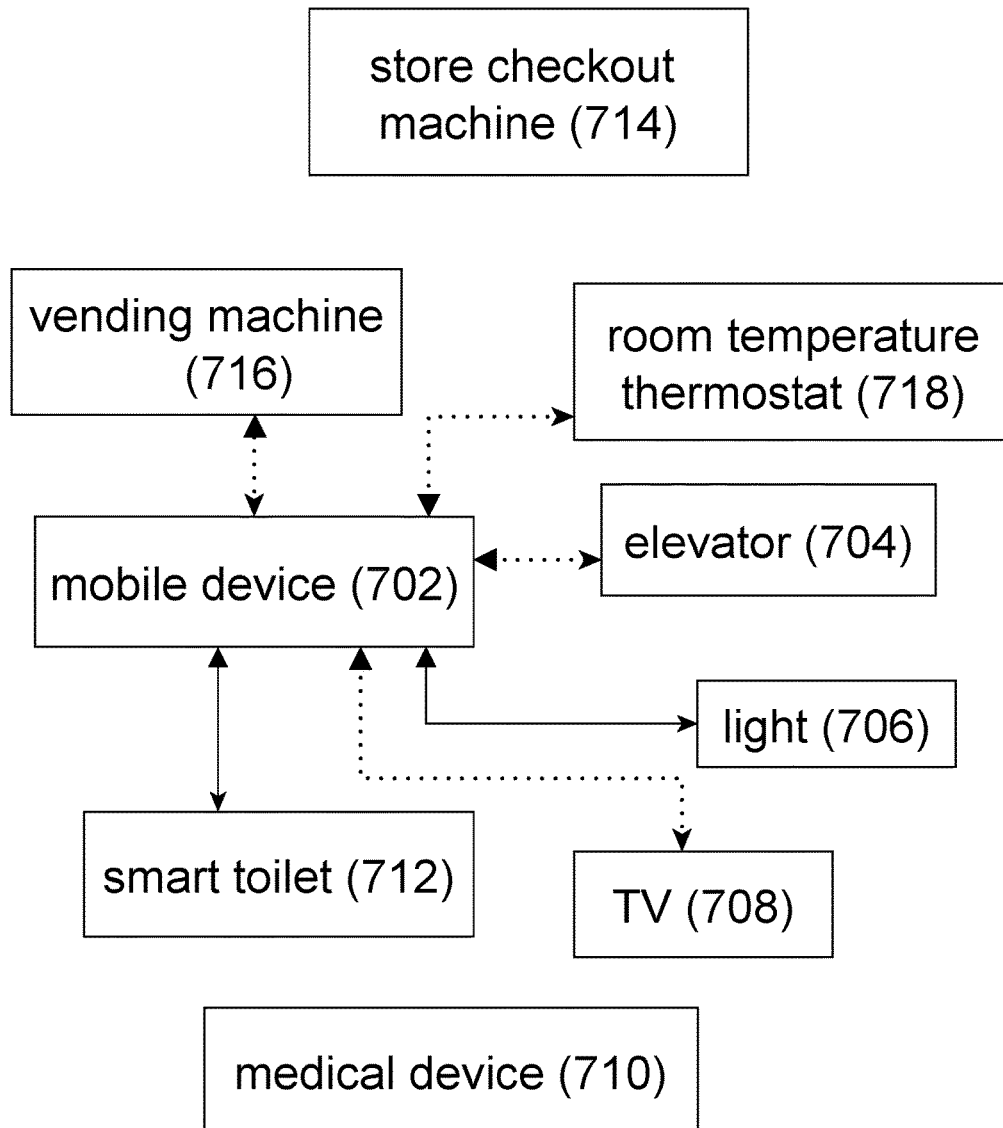 store checkout
machine (714)
vending machine
(716)
room temperature
thermostat (718)
elevator (704)
mobile device (702)
light (706)
smart toilet (712)
TV (708)
medical device (710)